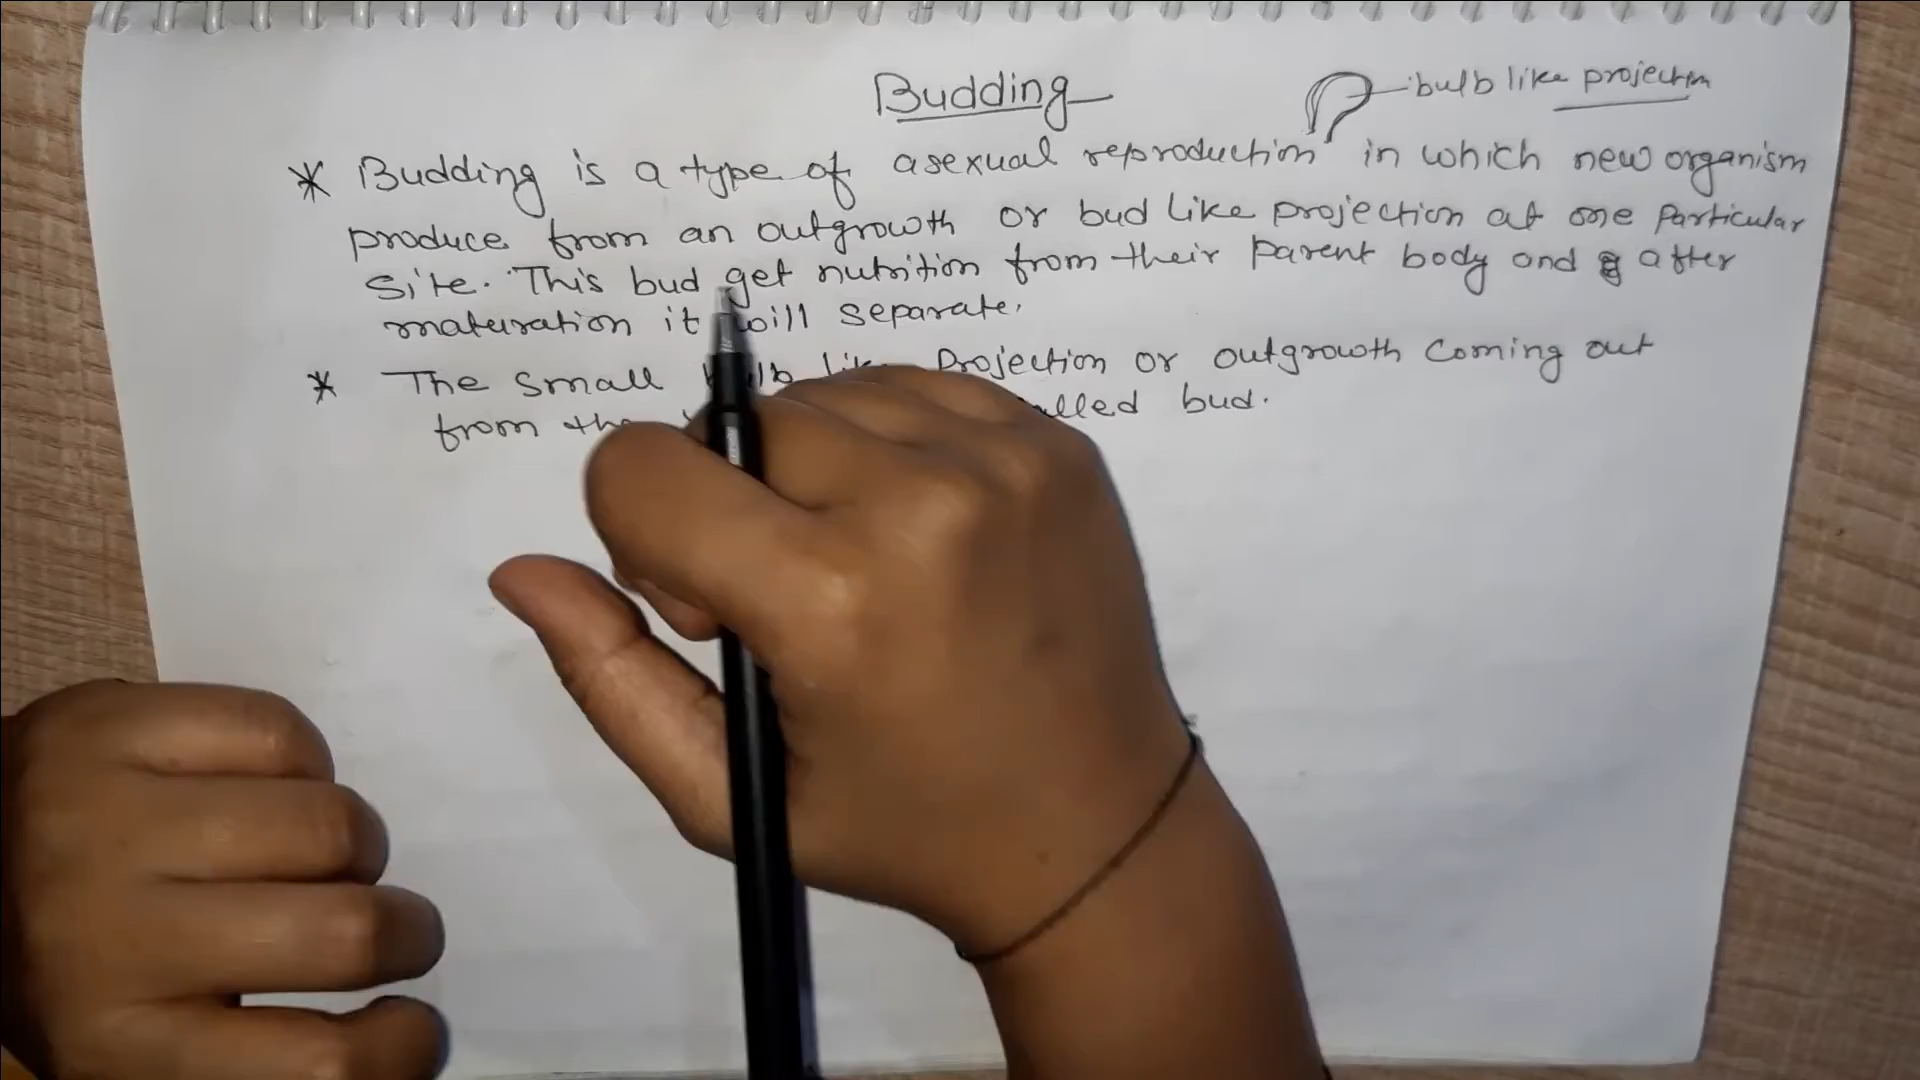 Budding
bulb like projection
* Budding is a type of asexual reproduction in which new organism
produce from an outgrowth or bud like projection at one particular
site. This bud get nutrition from their parent body and after
maturation it will separate.
* The small projection or outgrowth coming out
from bud.